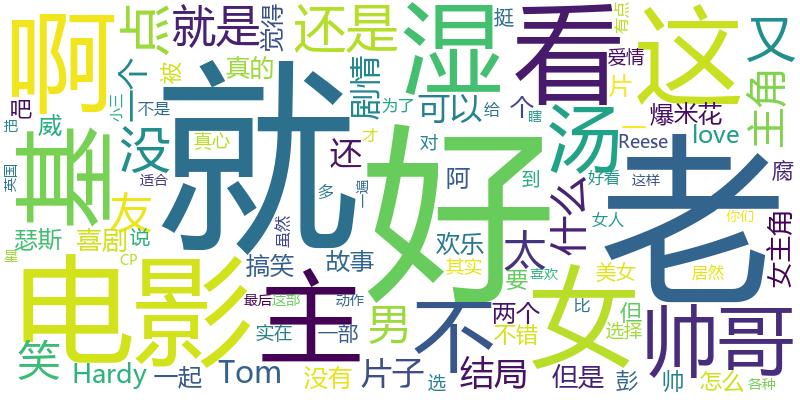 啊
点
就是
觉得
还是
湿
挺
看
有点
这
又
爱情
片
一个
被
真的
剧情
小三
不是
为了
给
个
爆米花
主角
吧
威
基
没
就
可以
瞎
汤
一
love
把
真心
还
才
对
好
Reese
英国
适合
多
一遍
阿
到
好看
这样
老
腐
友
瑟斯
喜剧
说
虽然
欢乐
太
什么
女人
你们
女主角
星
CP
电影
搞笑
故事
其实
要
喜欢
美女
居然
最后
这部
动作
主
不
两个
比
女
但
帅哥
实在
一部
男
不错
选择
笑
Hardy
一起
Tom
没有
片子
选
结局
但是
彭
帅
怎么
各种